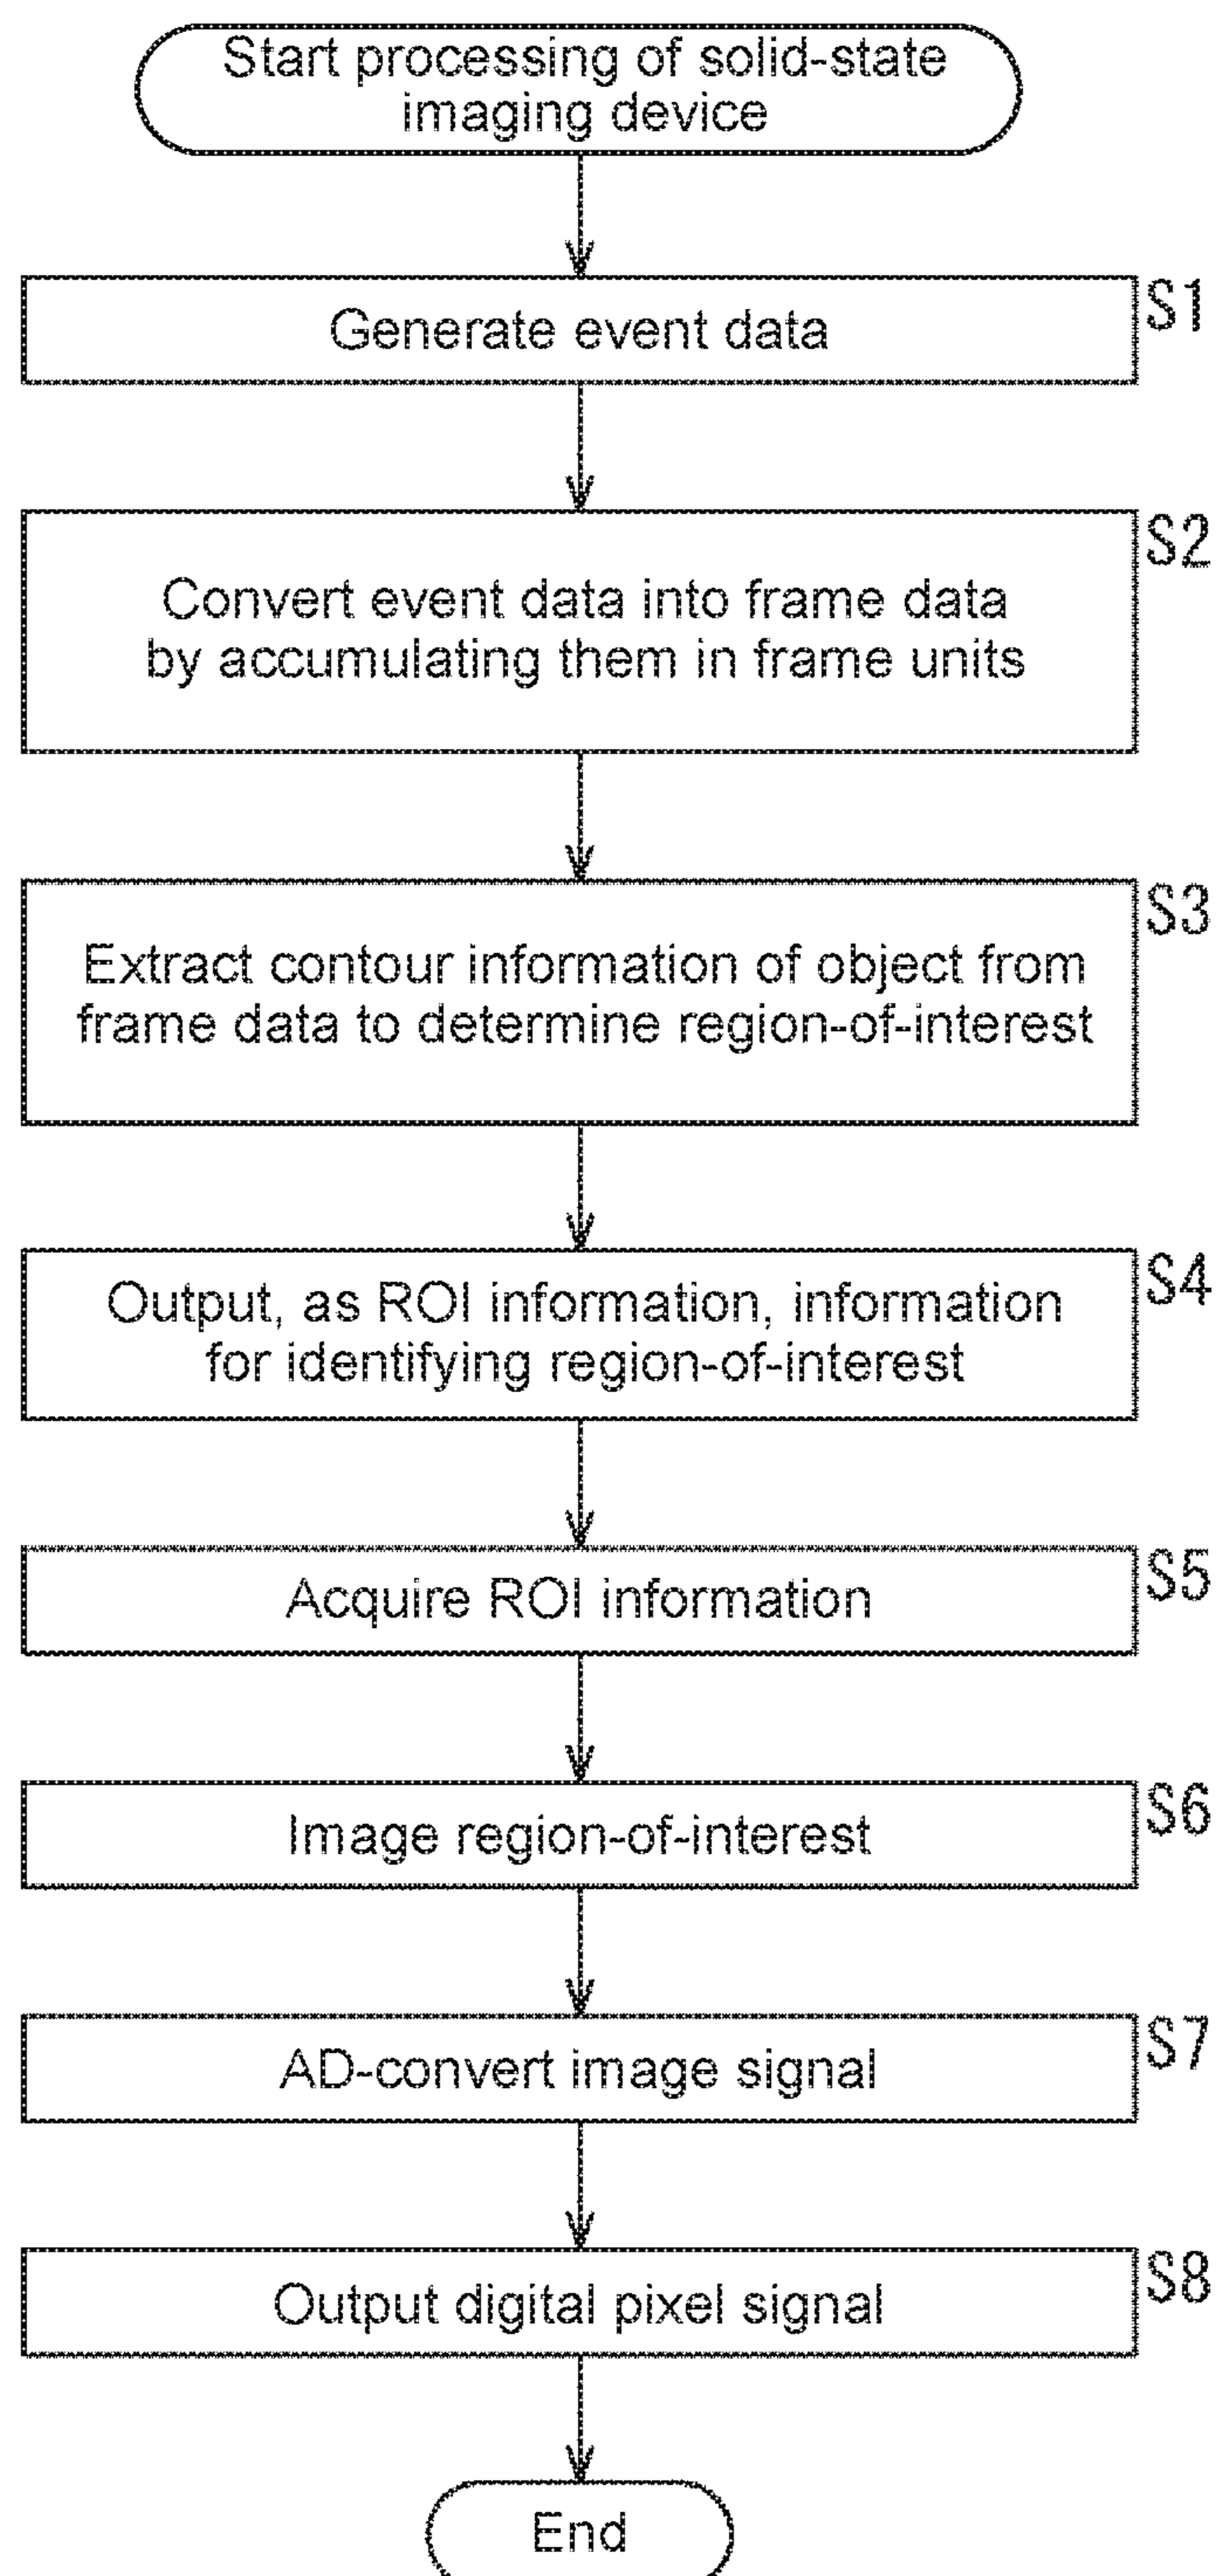 Start processing of solid-state
imaging device
S1
Generate event data
S2
Convert event data into frame data
by accumulating them in frame units
S3
Extract contour information of object from
frame data to determine region-of-interest
S4
Output, as ROI information, information
for identifying region-of-interest
S5
Acquire ROI information
S6
Image region-of-interest
S7
AD-convert image signal
S8
Output digital pixel signal
End